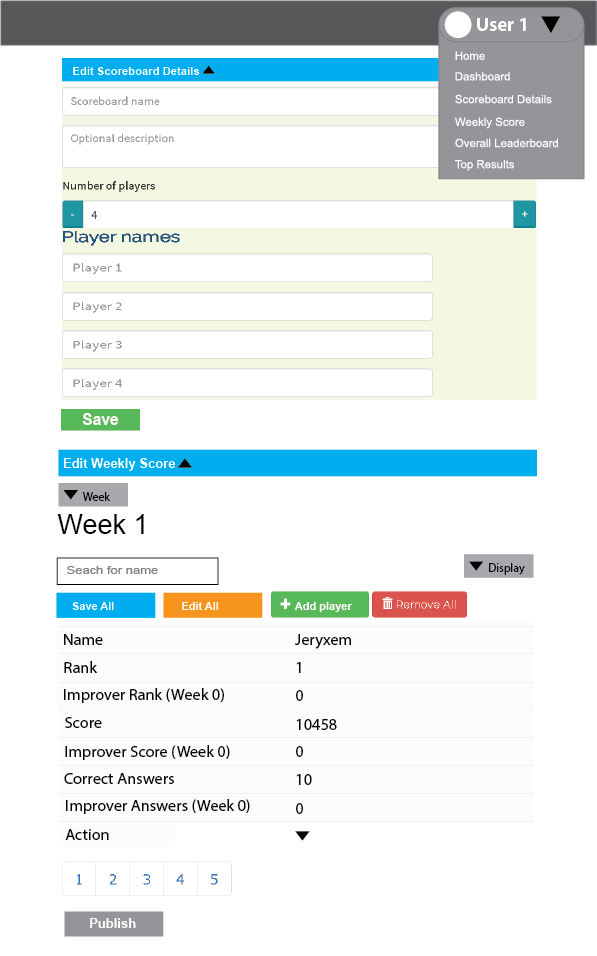 User 1
Home
Dashboard
Scoreboard Details
Weekly Score
Overall Leaderboard
Top Results
Edit Scoreboard Details
Scoreboard name
Optional description
Number of players
- 4 +
Player names
Player 1
Player 2
Player 3
Player 4
Save
Edit Weekly Score
Week
Week 1
Seach for name
Display
Save All Edit All + Add player Remove All
Name Jeryxem
Rank 1
Improver Rank (Week 0) 0
Score 10458
Improver Score (Week 0) 0
Correct Answers 10
Improver Answers (Week 0) 0
Action
1 2 3 4 5
Publish